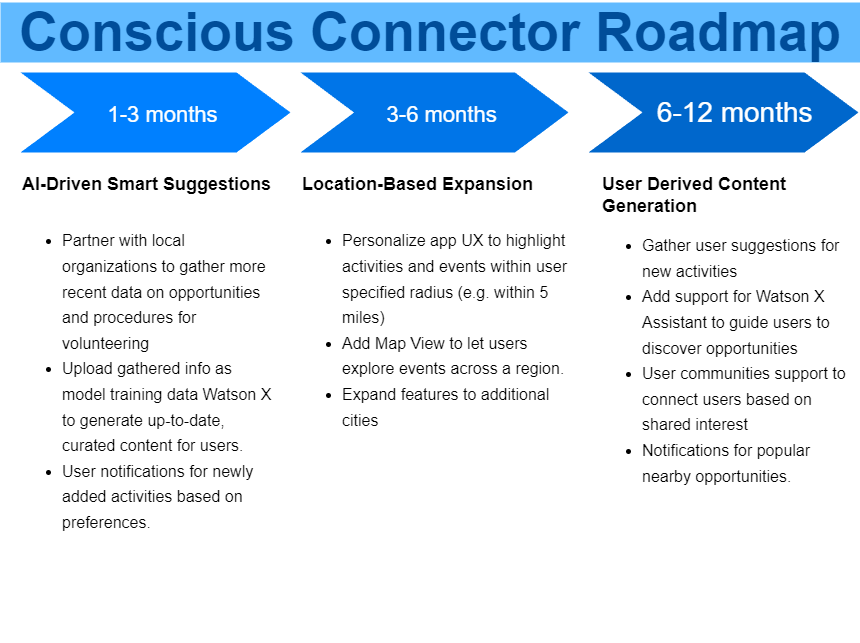 Conscious Connector Roadmap
1-3 months
3-6 months
6-12 months
AI-Driven Smart Suggestions
• Partner with local
organizations to gather more
recent data on opportunities
and procedures for
volunteering
• Upload gathered info as
model training data Watson X
to generate up-to-date,
curated content for users.
• User notifications for newly
added activities based on
preferences.
Location-Based Expansion
• Personalize app UX to highlight
activities and events within user
specified radius (e.g. within 5
miles)
• Add Map View to let users
explore events across a region.
• Expand features to additional
cities
User Derived Content
Generation
• Gather user suggestions for
new activities
• Add support for Watson X
Assistant to guide users to
discover opportunities
• User communities support to
connect users based on
shared interest
• Notifications for popular
nearby opportunities.